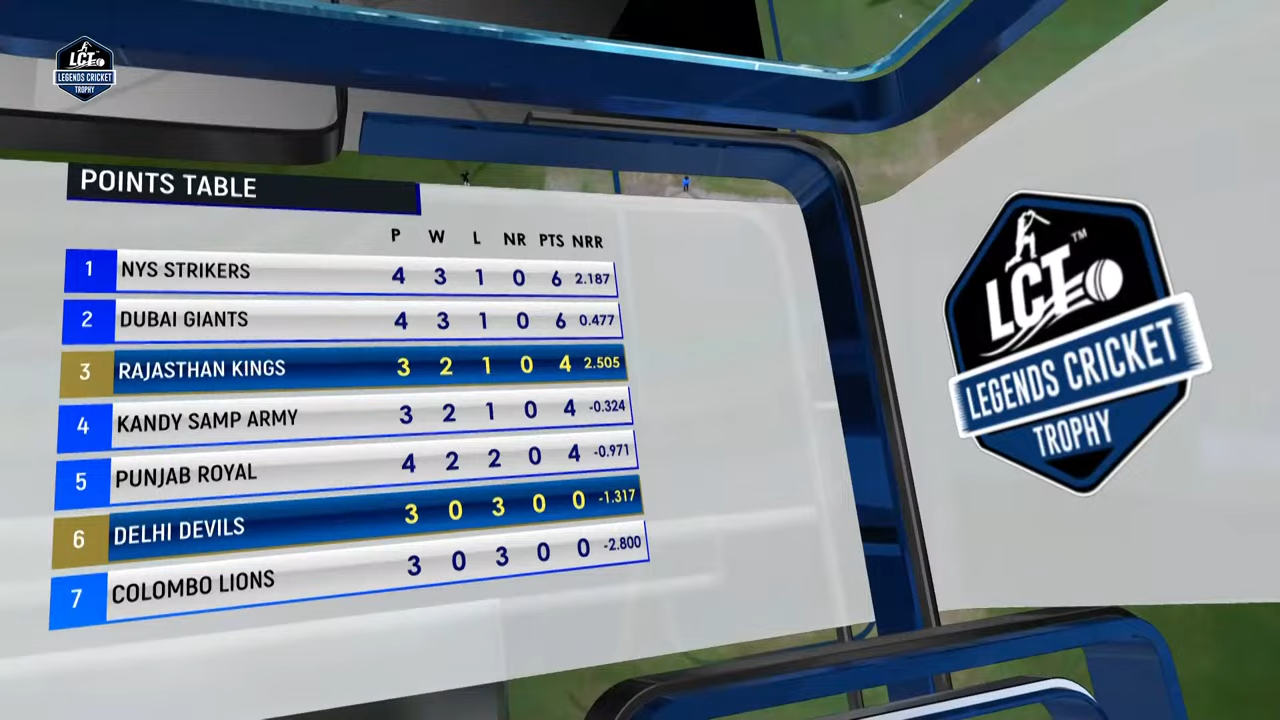 LCT™
LEGENDS CRICKET
TROPHY
POINTS TABLE
P W L NR PTS NRR
1 NYS STRIKERS 4 3 1 0 6 2.187
2 DUBAI GIANTS 4 3 1 0 6 0.477
3 RAJASTHAN KINGS 3 2 1 0 4 2.505
4 KANDY SAMP ARMY 3 2 1 0 4 -0.324
5 PUNJAB ROYAL 4 2 2 0 4 -0.971
6 DELHI DEVILS 3 0 3 0 0 -1.317
7 COLOMBO LIONS 3 0 3 0 0 -2.800
LCT™
LEGENDS CRICKET
TROPHY